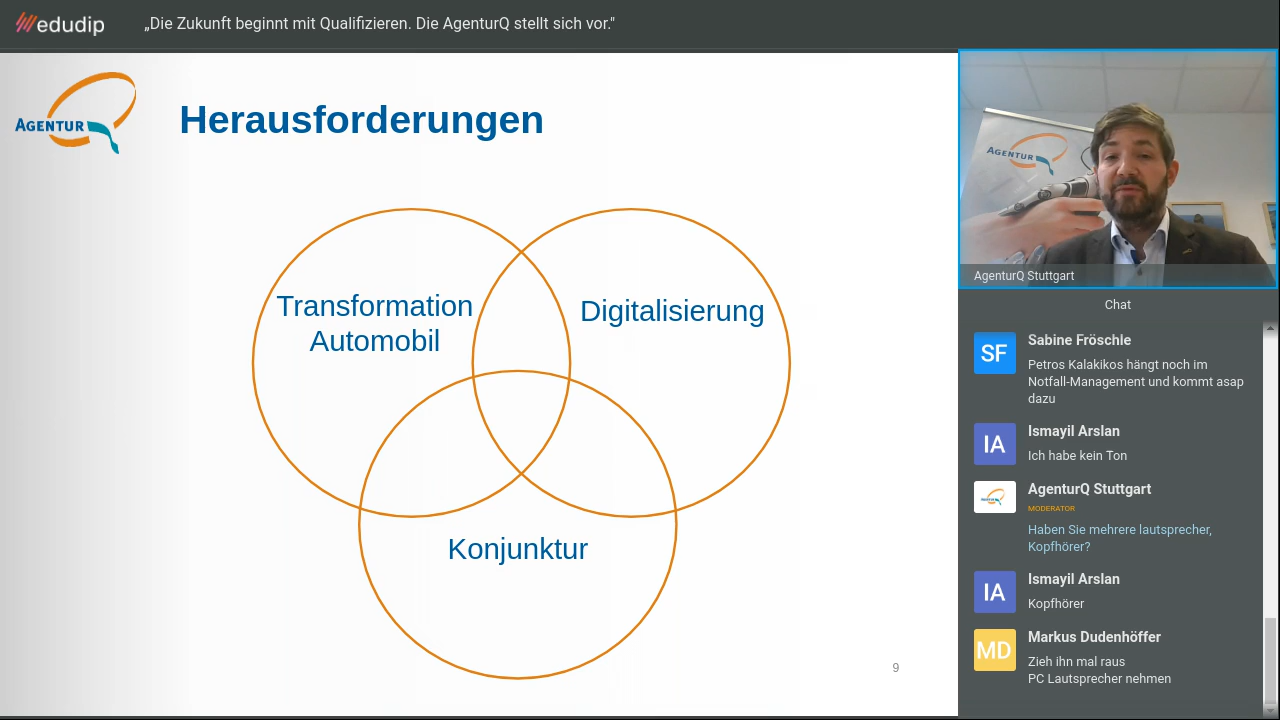 edudip
„Die Zukunft beginnt mit Qualifizieren. Die AgenturQ stellt sich vor."
AGENTUR
Herausforderungen
Transformation
Automobil
Digitalisierung
Konjunktur
9
AGENTUR
AgenturQ Stuttgart
Chat
SF
Sabine Fröschle
Petros Kalakikos hängt noch im
Notfall-Management und kommt asap
dazu
IA
Ismayil Arslan
Ich habe kein Ton
AgenturQ Stuttgart
MODERATOR
Haben Sie mehrere lautsprecher,
Kopfhörer?
IA
Ismayil Arslan
Kopfhörer
MD
Markus Dudenhöffer
Zieh ihn mal raus
PC Lautsprecher nehmen